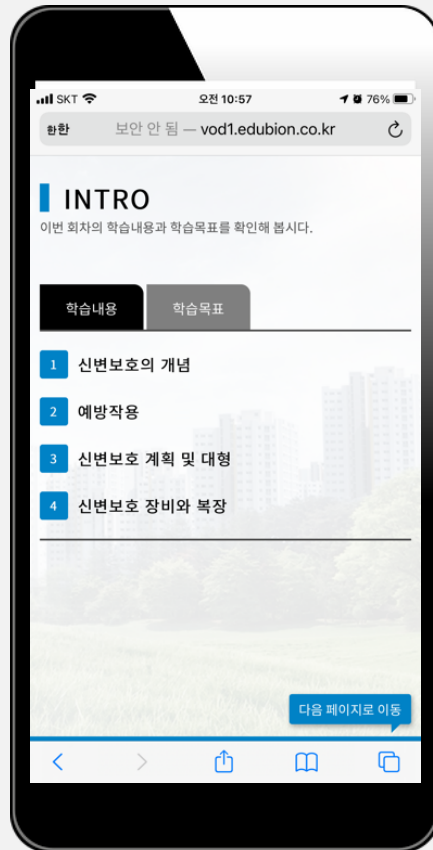 SKT 오전 10:57 76%
한한 보안 안 됨 — vod1.edubion.co.kr
INTRO
이번 회차의 학습내용과 학습목표를 확인해 봅시다.
학습내용 학습목표
1 신변보호의 개념
2 예방작용
3 신변보호 계획 및 대형
4 신변보호 장비와 복장
다음 페이지로 이동